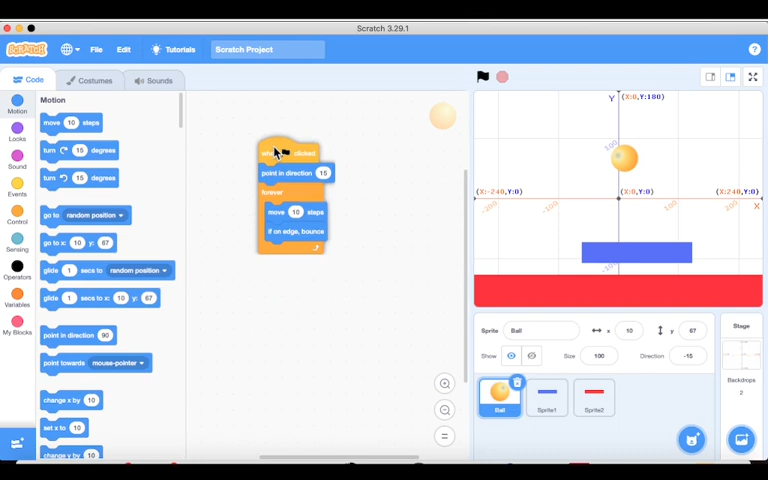 Scratch 3.29.1
SCRATCH File Edit Tutorials Scratch Project ?
Code Costumes Sounds
Motion
Looks
Sound
Events
Control
Sensing
Operators
Variables
My Blocks
Motion
move 10 steps
turn 15 degrees
turn 15 degrees
go to random position
go to x: 10 y: 67
glide 1 secs to random position
glide 1 secs to x: 10 y: 67
point in direction 90
point towards mouse-pointer
change x by 10
set x to 10
change y by 10
clicked
point in direction 15
forever
move 10 steps
if on edge, bounce
Y (X:0,Y:180)
100
(X:-240,Y:0) (X:0,Y:0) (X:240,Y:0)
-200 -100 100 200 X
-100
Sprite Ball x 10 y 67
Show Size 100 Direction -15
Ball Sprite1 Sprite2
Stage
Backdrops
2